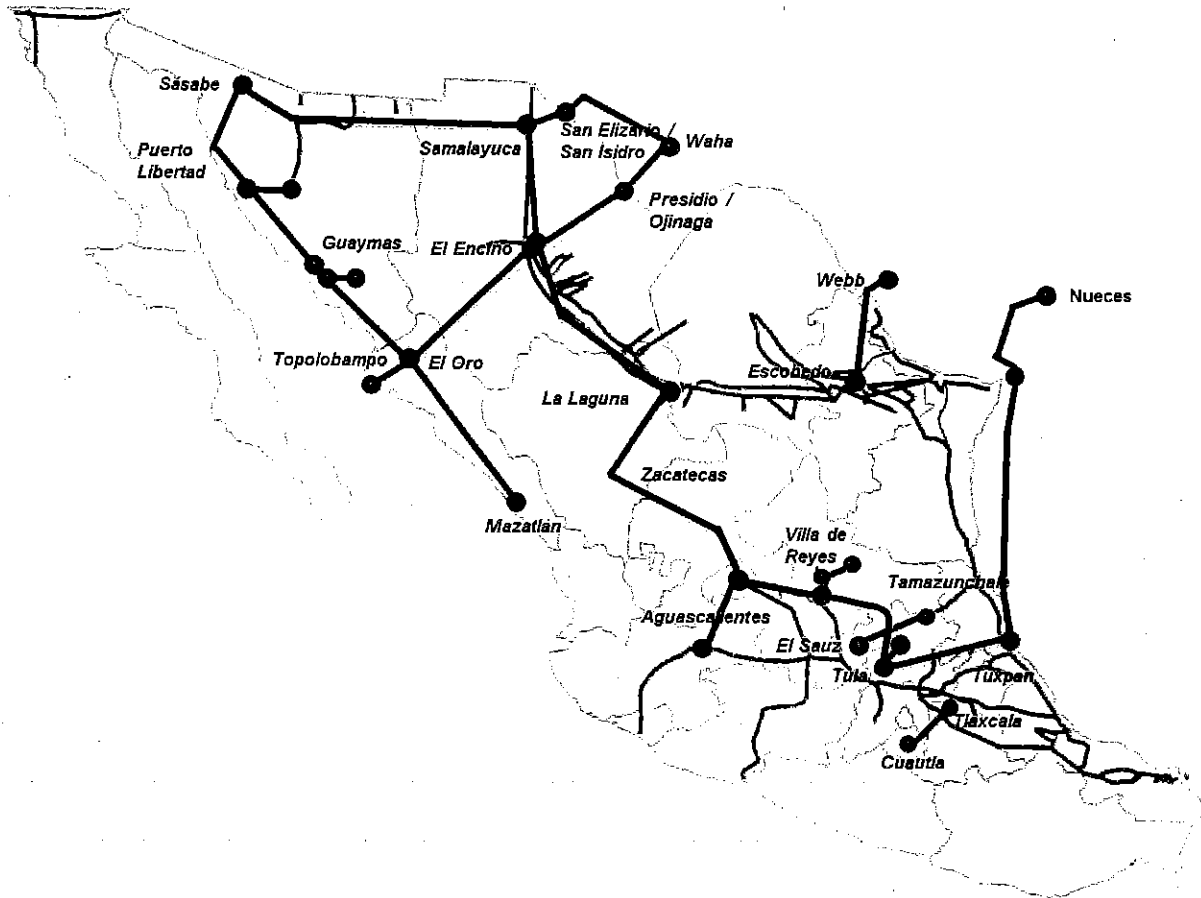 Sásabe
Puerto
Libertad
Samalayuca
San Elizario /
San Isidro
Waha
Presidio /
Ojinaga
Guaymas
El Encino
Webb
Nueces
Topolobampo
El Oro
Escobedo
La Laguna
Zacatecas
Mazatlán
Villa de
Reyes
Tamazunchale
Aguascalientes
El Sauz
Tula
Tuxpan
Tlaxcala
Cuautla